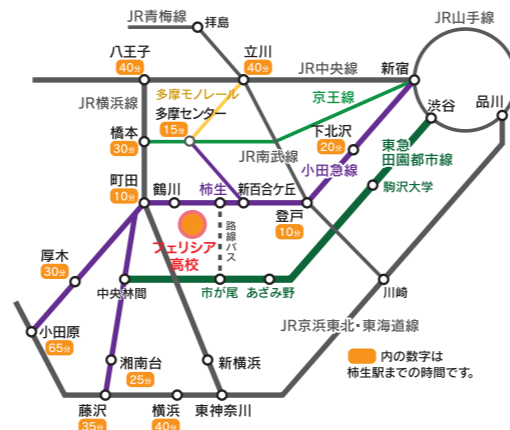 JR青梅線
拝島
JR山手線
八王子
40分
立川
40分
JR中央線
新宿
多摩モノレール
京王線
JR横浜線
多摩センター
15分
渋谷
品川
橋本
30分
下北沢
20分
東急
田園都市線
JR南武線
小田急線
町田
10分
鶴川
柿生
新百合ケ丘
駒沢大学
登戸
10分
路線バス
フェリシア
高校
厚木
30分
中央林間
市が尾
あざみ野
川崎
JR京浜東北・東海道線
小田原
65分
湘南台
25分
新横浜
内の数字は
柿生駅までの時間です。
藤沢
35分
横浜
40分
東神奈川